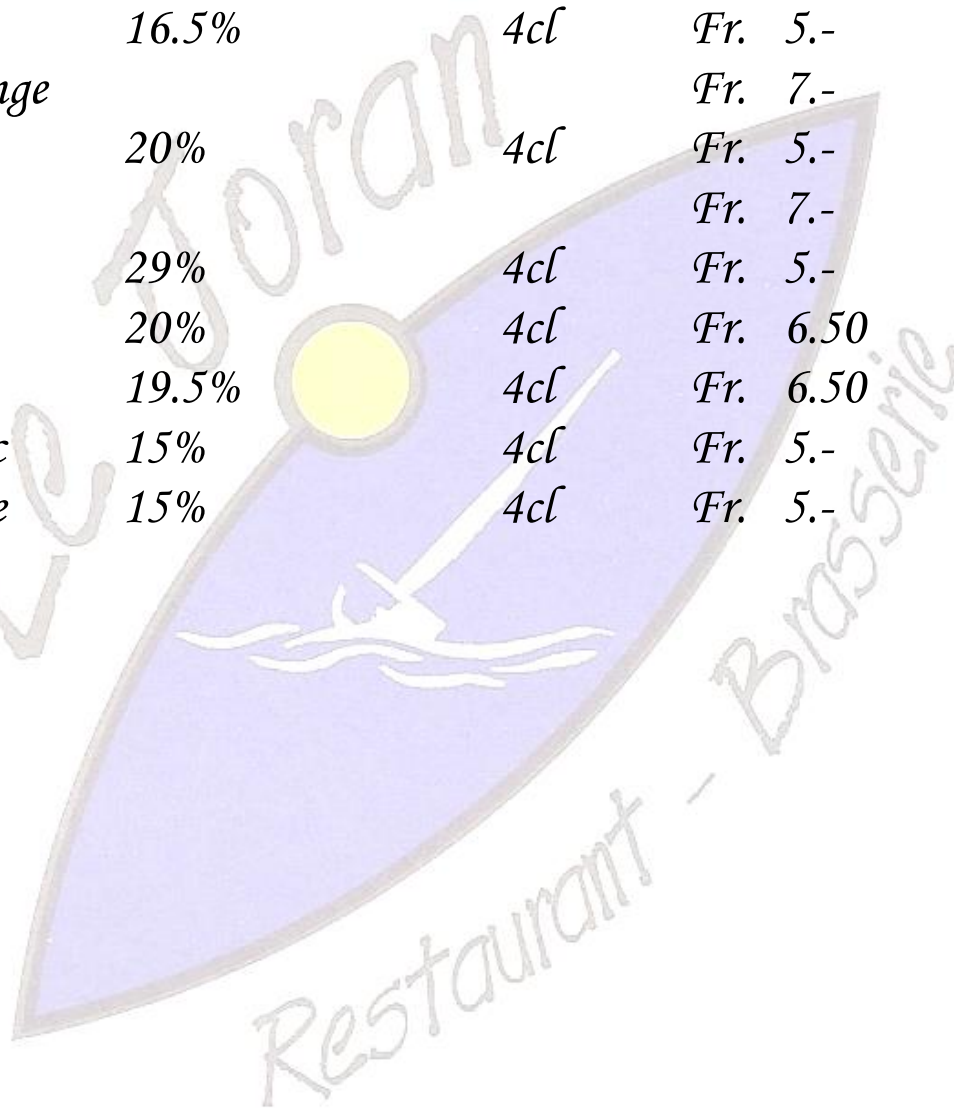 16.5% 4cl Fr. 5.-
nge Fr. 7.-
20% 4cl Fr. 5.-
Fr. 7.-
29% 4cl Fr. 5.-
20% 4cl Fr. 6.50
19.5% 4cl Fr. 6.50
c 15% 4cl Fr. 5.-
e 15% 4cl Fr. 5.-
Le Joran
Restaurant - Brasserie